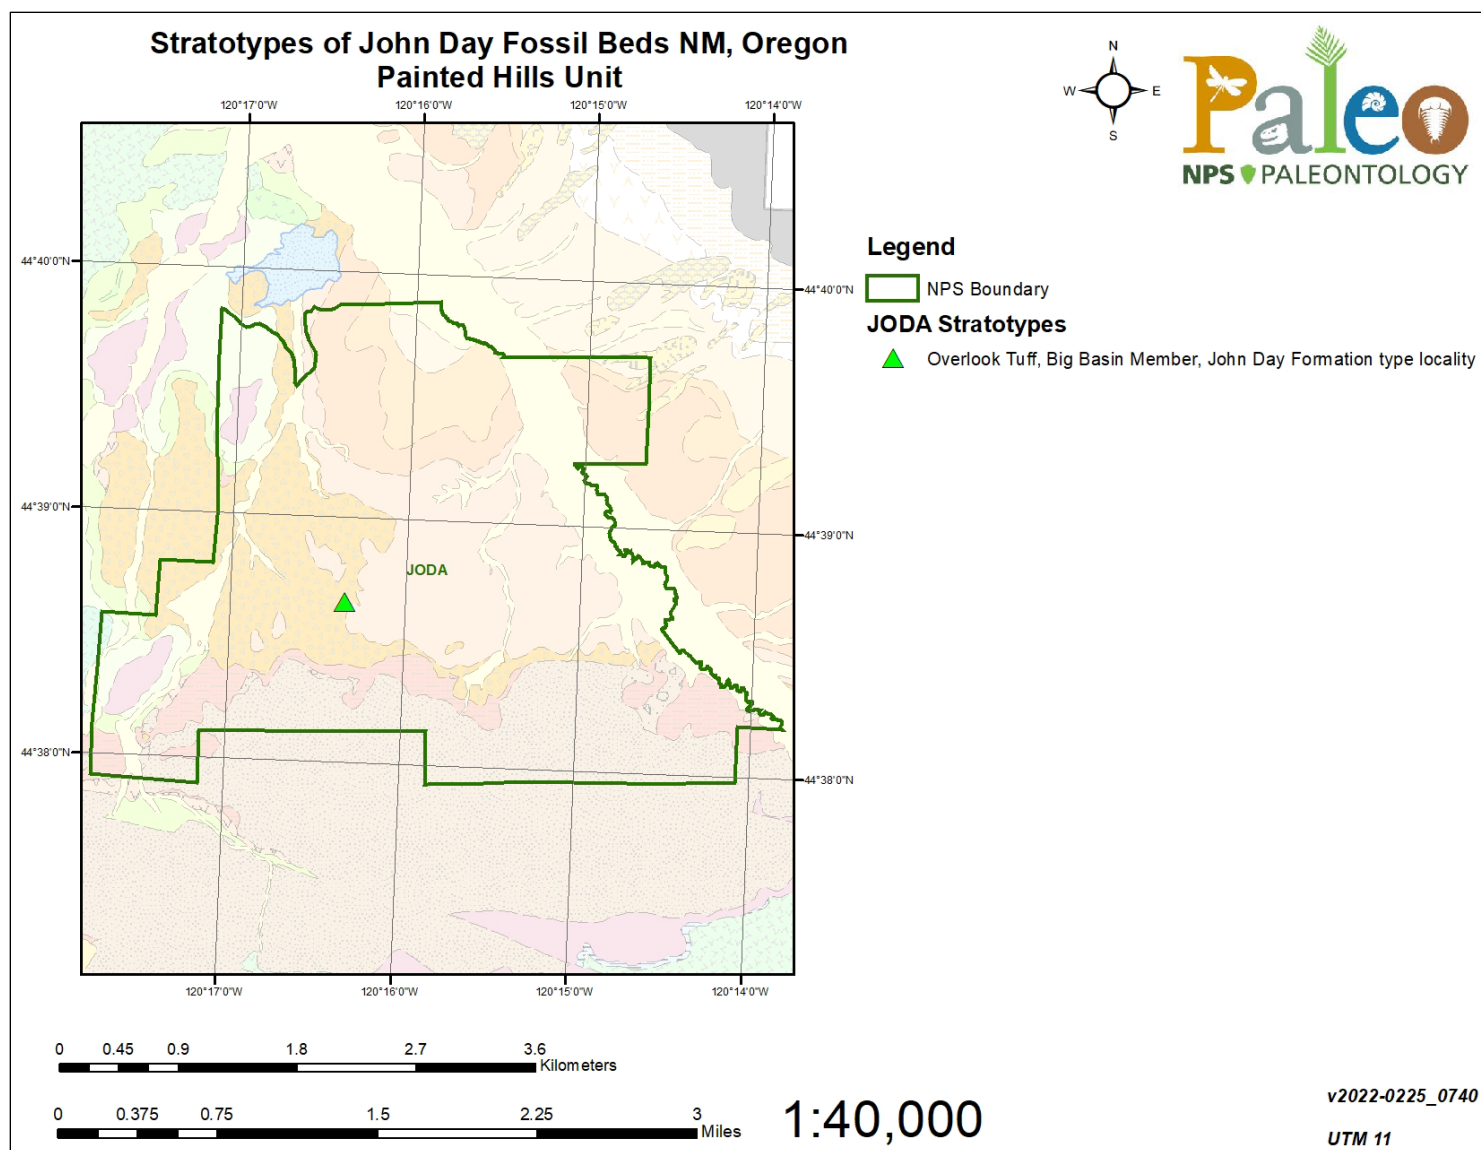 Stratotypes of John Day Fossil Beds NM, Oregon
Painted Hills Unit
N
W E
S
Paleo
NPS PALEONTOLOGY
120°17'0"W 120°16'0"W 120°15'0"W 120°14'0"W
44°40'0"N
44°40'0"N
44°39'0"N
44°39'0"N
44°38'0"N
44°38'0"N
JODA
120°17'0"W 120°16'0"W 120°15'0"W 120°14'0"W
Legend
NPS Boundary
JODA Stratotypes
Overlook Tuff, Big Basin Member, John Day Formation type locality
0 0.45 0.9 1.8 2.7 3.6
Kilometers
0 0.375 0.75 1.5 2.25 3
Miles
1:40,000
v2022-0225_0740
UTM 11